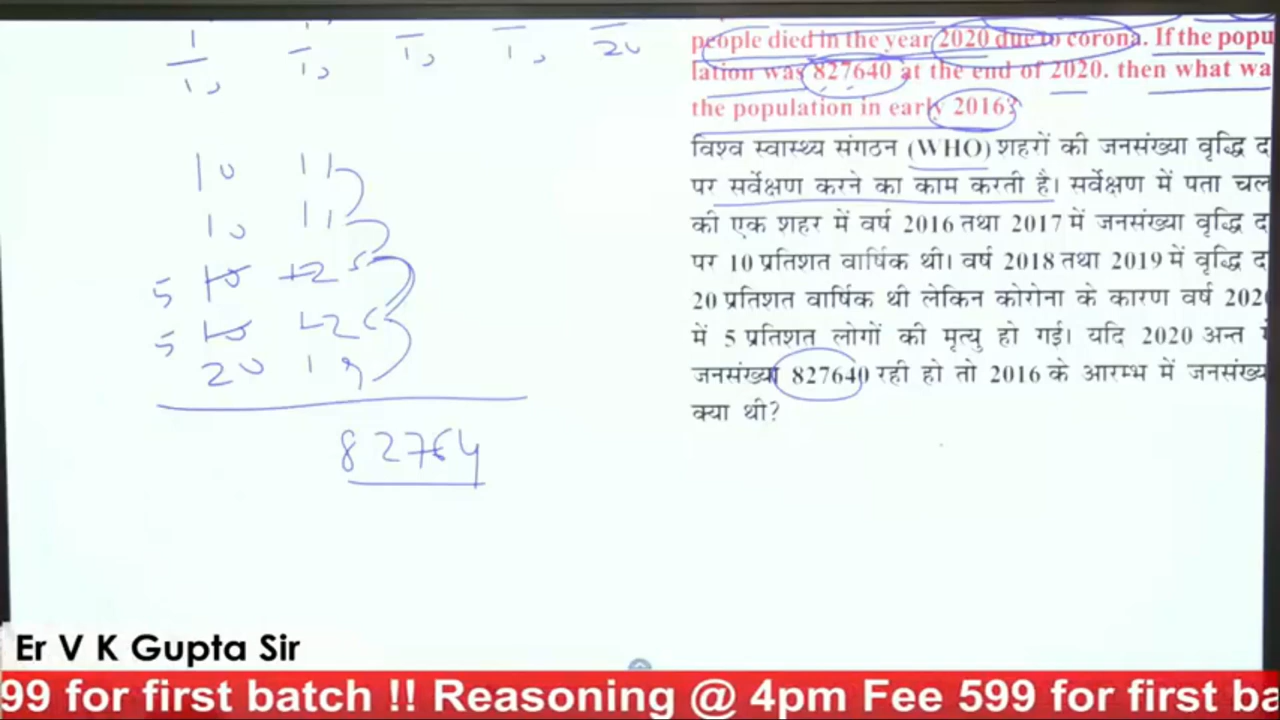 people died in the year 2020 due to corona. If the popu
lation was 827640 at the end of 2020. then what wa
the population in early 2016?
विश्व स्वास्थ्य संगठन (WHO) शहरों की जनसंख्या वृद्धि द
पर सर्वेक्षण करने का काम करती है। सर्वेक्षण में पता चल
की एक शहर में वर्ष 2016 तथा 2017 में जनसंख्या वृद्धि द
पर 10 प्रतिशत वार्षिक थी। वर्ष 2018 तथा 2019 में वृद्धि द
20 प्रतिशत वार्षिक थी लेकिन कोरोना के कारण वर्ष 202
में 5 प्रतिशत लोगों की मृत्यु हो गई। यदि 2020 अन्त
जनसंख्या 827640 रही हो तो 2016 के आरम्भ में जनसंख्य
क्या थी?
10 11
10 11
5 10 12 6
5 10 12 6
20 19
82764
Er V K Gupta Sir
99 for first batch !! Reasoning @ 4pm Fee 599 for first ba